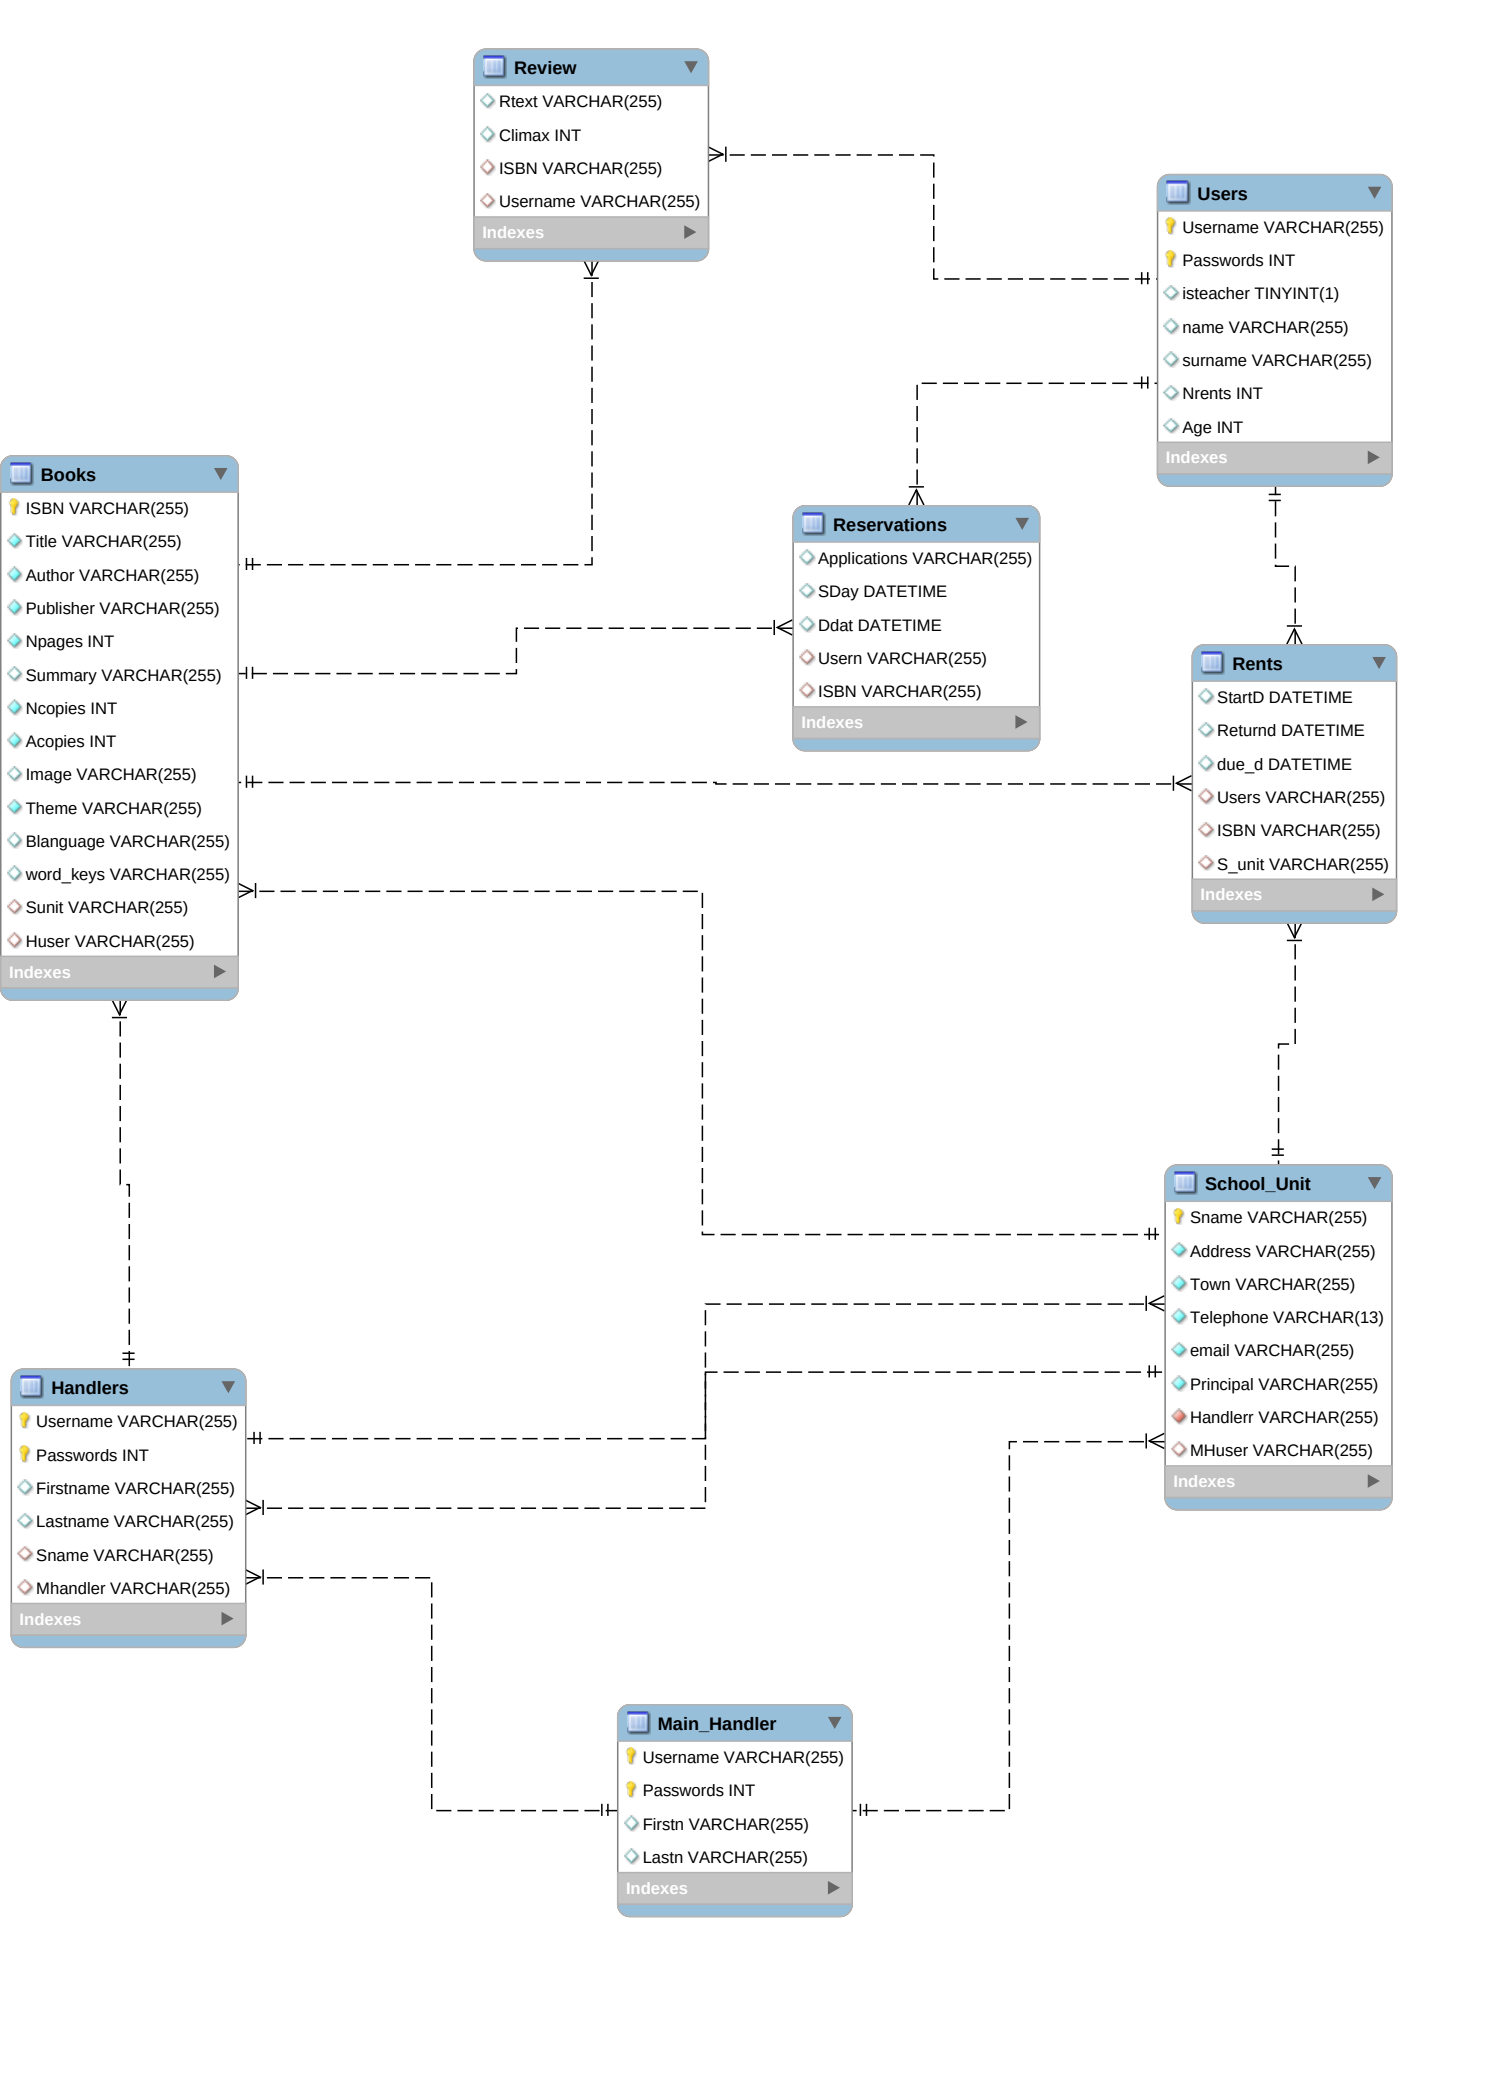 Review
Rtext VARCHAR(255)
Climax INT
ISBN VARCHAR(255)
Username VARCHAR(255)
Indexes
Users
Username VARCHAR(255)
Passwords INT
isteacher TINYINT(1)
name VARCHAR(255)
surname VARCHAR(255)
Nrents INT
Age INT
Indexes
Books
ISBN VARCHAR(255)
Title VARCHAR(255)
Author VARCHAR(255)
Publisher VARCHAR(255)
Npages INT
Summary VARCHAR(255)
Ncopies INT
Acopies INT
Image VARCHAR(255)
Theme VARCHAR(255)
Blanguage VARCHAR(255)
word_keys VARCHAR(255)
Sunit VARCHAR(255)
Huser VARCHAR(255)
Indexes
Reservations
Applications VARCHAR(255)
SDay DATETIME
Ddat DATETIME
Usern VARCHAR(255)
ISBN VARCHAR(255)
Indexes
Rents
StartD DATETIME
Returnd DATETIME
due_d DATETIME
Users VARCHAR(255)
ISBN VARCHAR(255)
S_unit VARCHAR(255)
Indexes
School_Unit
Sname VARCHAR(255)
Address VARCHAR(255)
Town VARCHAR(255)
Telephone VARCHAR(13)
email VARCHAR(255)
Principal VARCHAR(255)
Handlerr VARCHAR(255)
MHuser VARCHAR(255)
Indexes
Handlers
Username VARCHAR(255)
Passwords INT
Firstname VARCHAR(255)
Lastname VARCHAR(255)
Sname VARCHAR(255)
Mhandler VARCHAR(255)
Indexes
Main_Handler
Username VARCHAR(255)
Passwords INT
Firstn VARCHAR(255)
Lastn VARCHAR(255)
Indexes